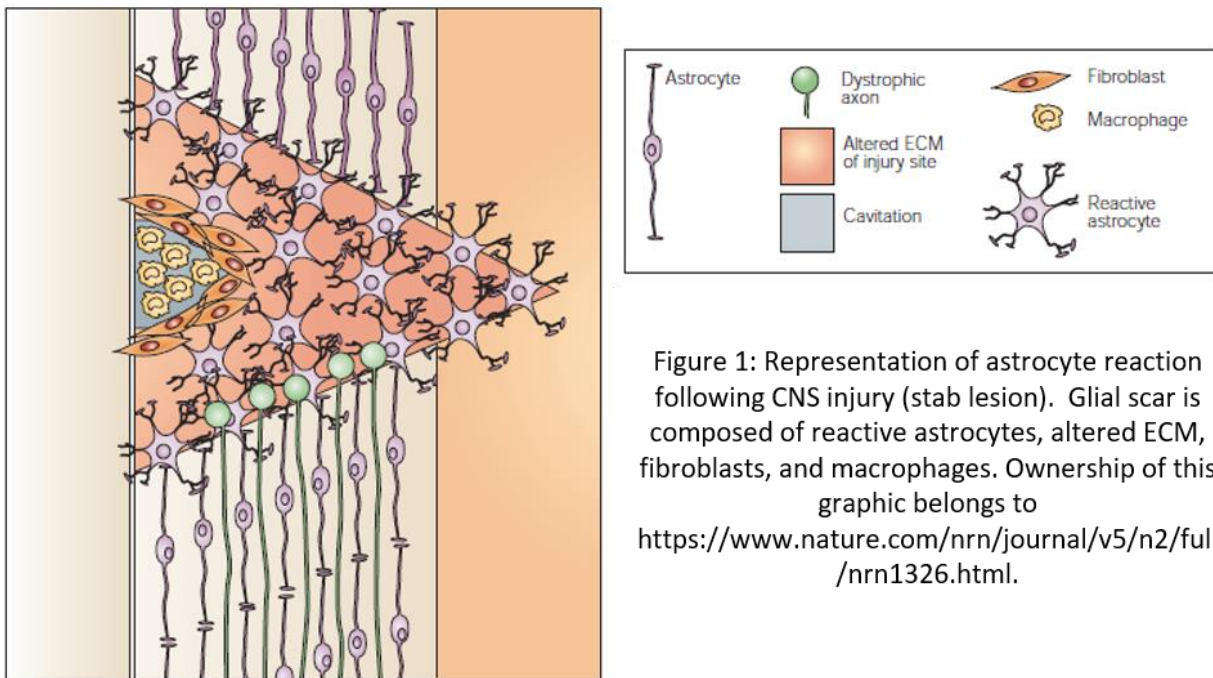 Astrocyte
Dystrophic
axon
Altered ECM
of injury site
Cavitation
Fibroblast
Macrophage
Reactive
astrocyte
Figure 1: Representation of astrocyte reaction
following CNS injury (stab lesion).  Glial scar is
composed of reactive astrocytes, altered ECM,
fibroblasts, and macrophages. Ownership of this
graphic belongs to
https://www.nature.com/nrn/journal/v5/n2/ful
/nrn1326.html.